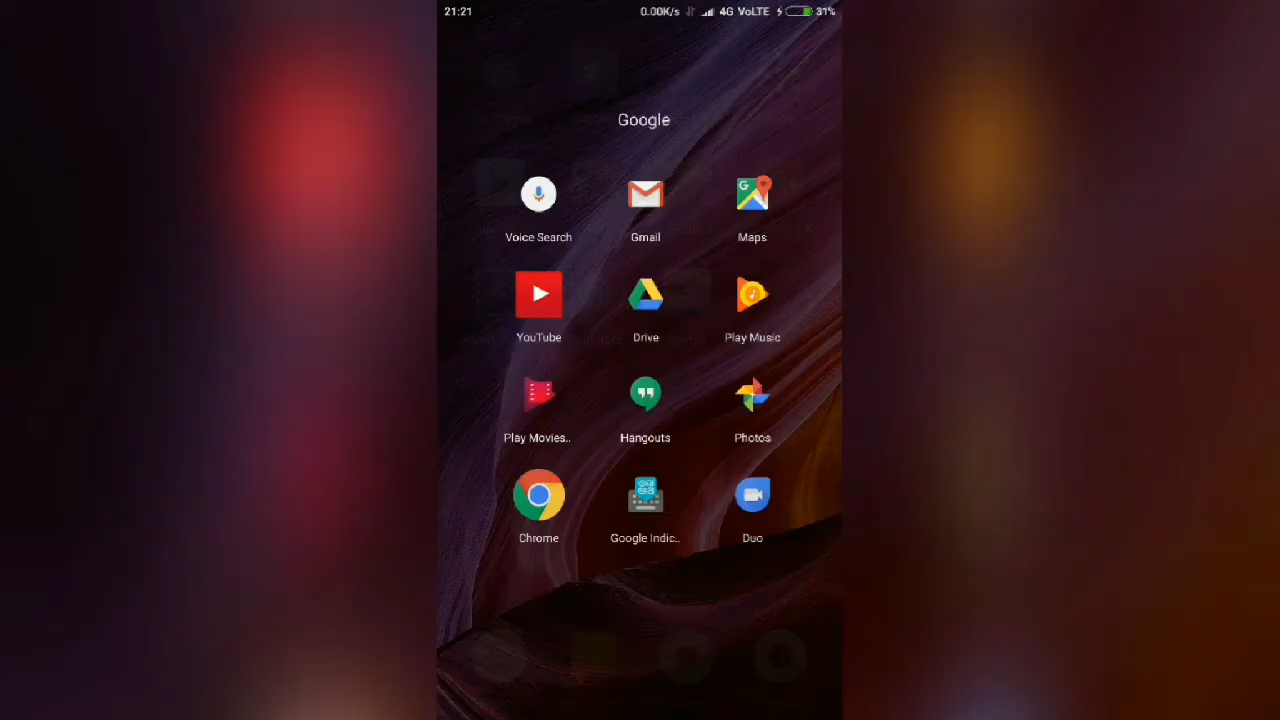 21:21 0.00K/s 4G VoLTE 31%
Google
Voice Search Gmail Maps
YouTube Drive Play Music
Play Movies.. Hangouts Photos
Chrome Google Indic.. Duo